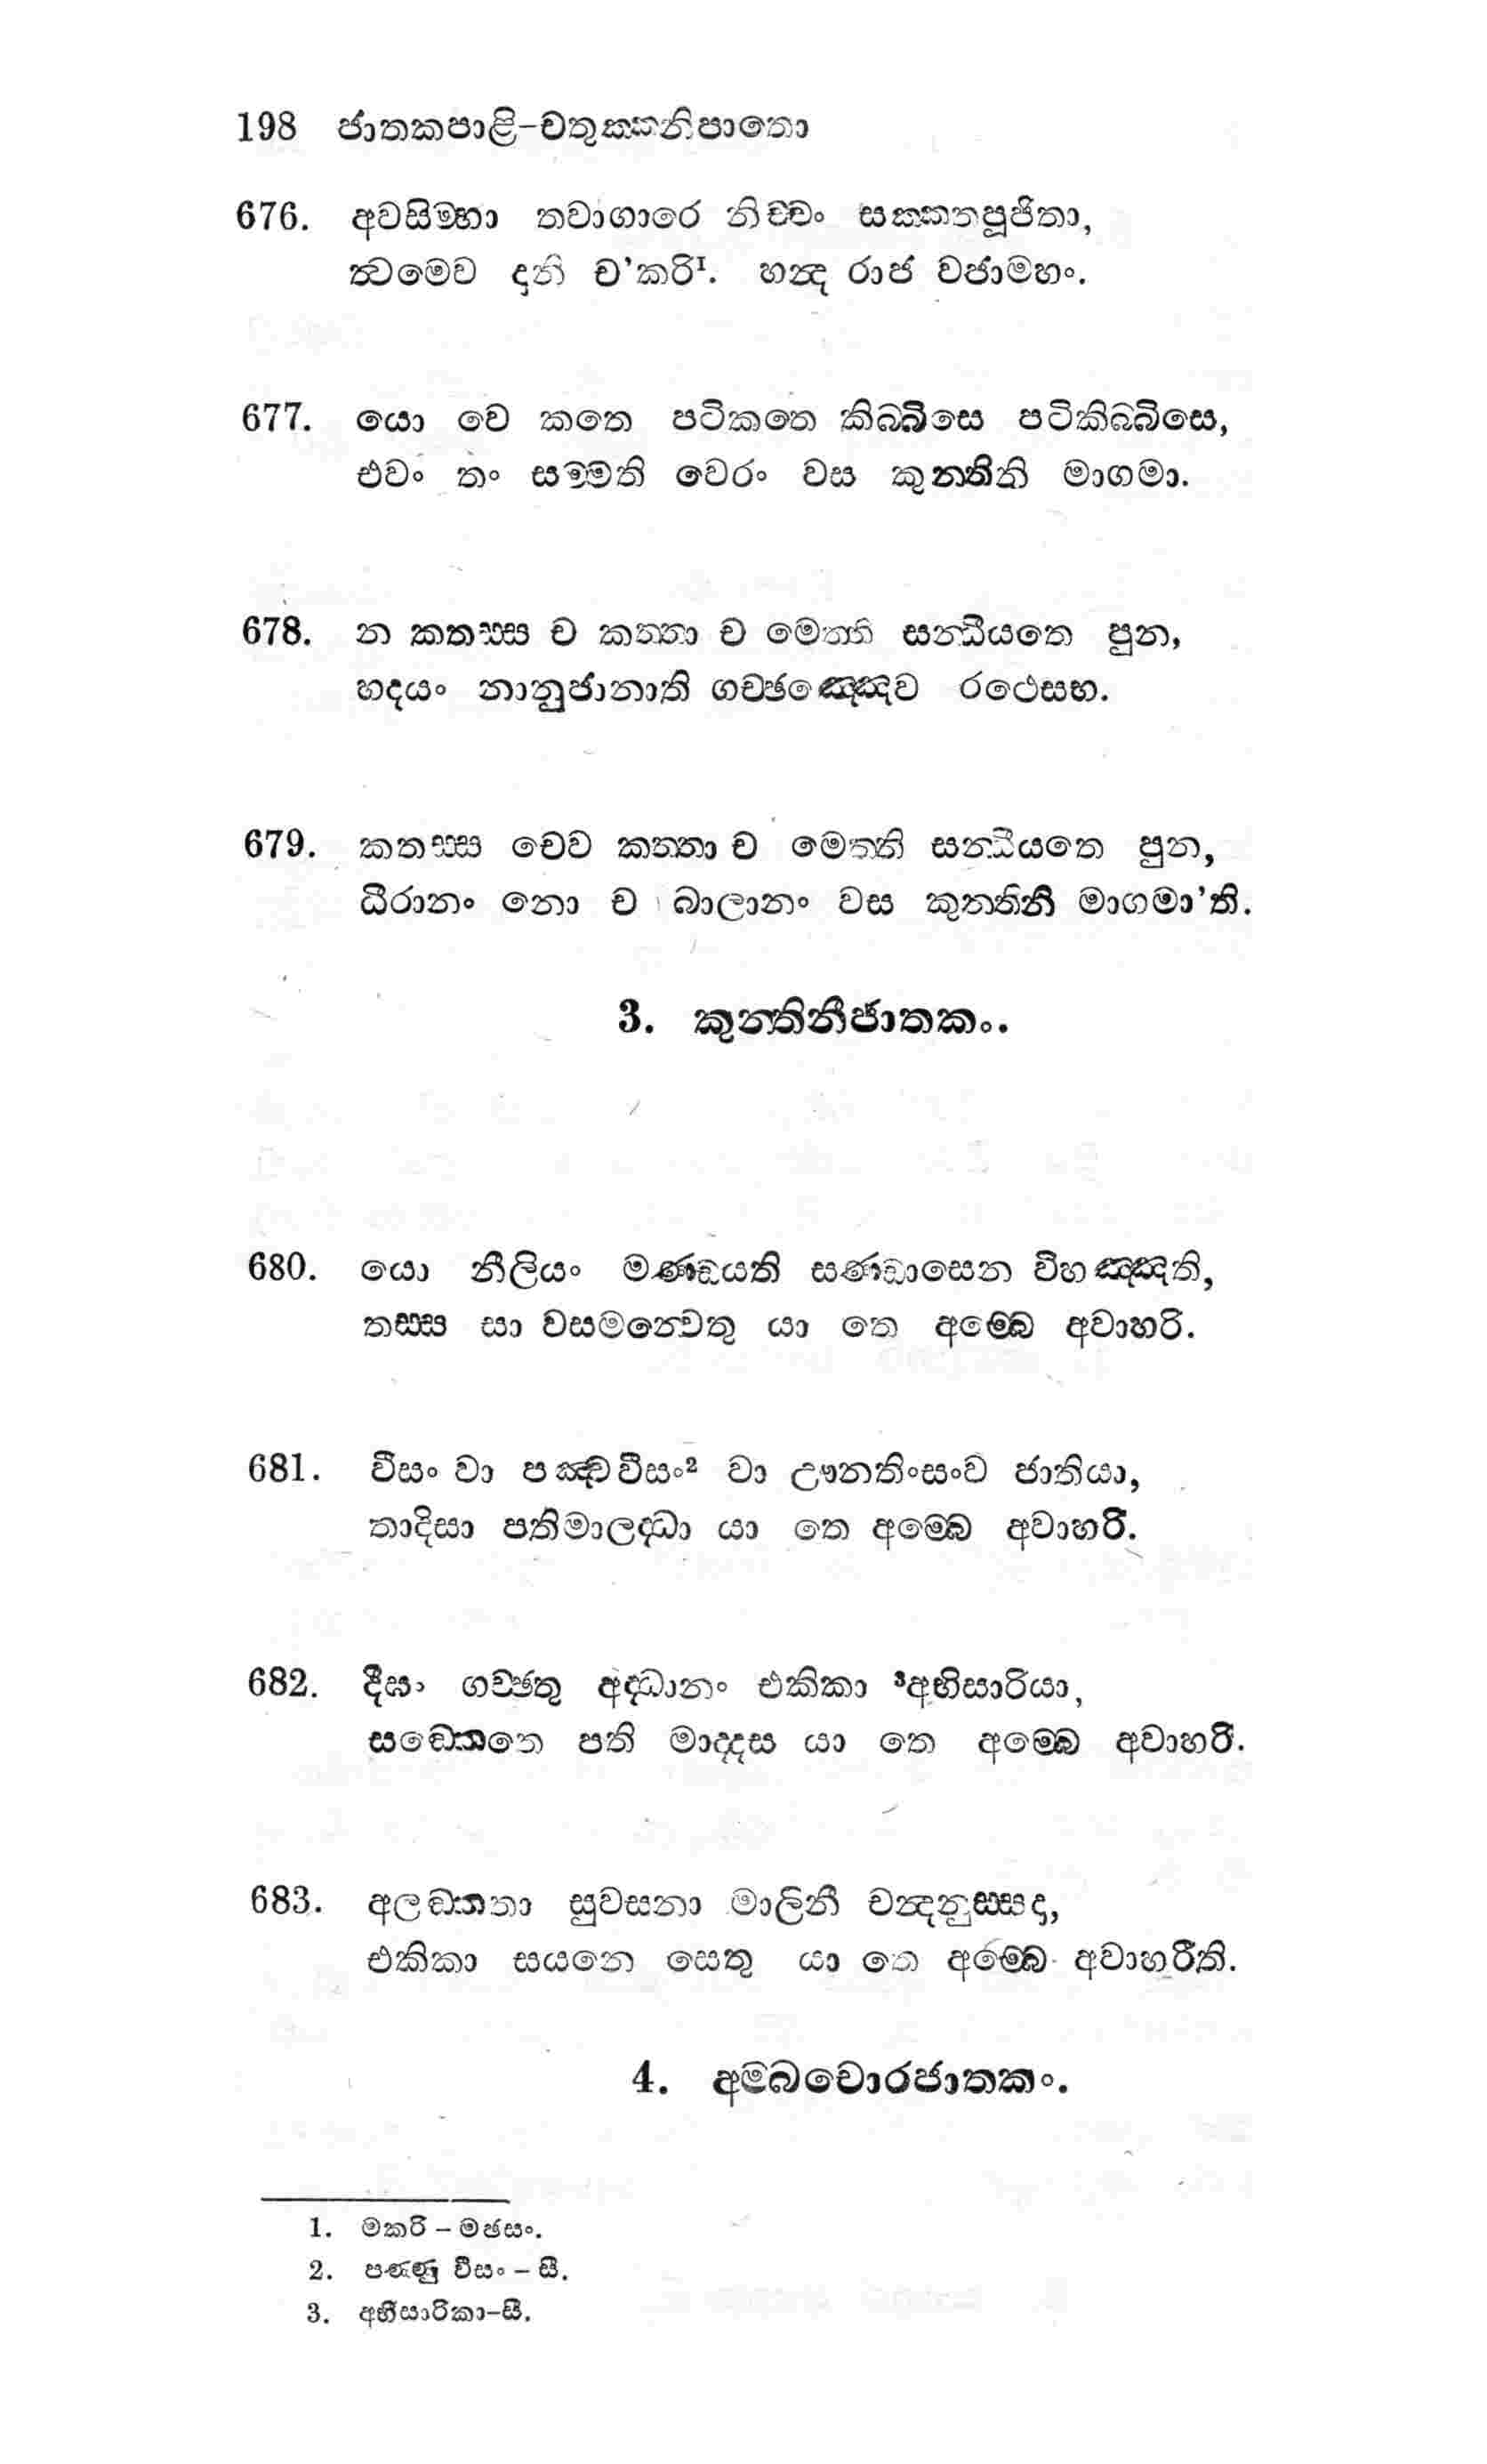 198 ජාතකපාළි-චතුක්කනිපාතො
676. අවසිම්හා තවාගාරෙ නිච්චං සක්කතපූජිතා,
ත්වමෙව දානි ච'කරි¹. හන්ද රාජ වජාමහං.
677. යො වෙ කතෙ පටිකතෙ කිබ්බිසෙ පටිකිබ්බිසෙ,
එවං තං සම්මති වෙරං වස කුන්තිනි මාගමා.
678. න කතස්ස ච කත්තා ච මෙත්ති සන්ධීයතෙ පුන,
හදයං නානුජානාති ගච්ඡඤ්ඤෙව රථෙසභ.
679. කතස්ස චෙව කත්තා ච මෙත්ති සන්ධීයතෙ පුන,
ධීරානං නො ච බාලානං වස කුන්තිනි මාගමා'ති.
3. කුන්තිනීජාතකං.
680. යො නීලියං මණ්ඩයති සණ්ඩාසෙන විහඤ්ඤති,
තස්ස සා වසමන්වෙතු යා තෙ අම්බෙ අවාහරි.
681. වීසං වා පඤ්චවීසං² වා ඌනතිංසංව ජාතියා,
තාදිසා පතිමාලද්ධා යා තෙ අම්බෙ අවාහරි.
682. දීඝං ගච්ඡතු අද්ධානං එකිකා ³අභිසාරියා,
සඞ්කෙතෙ පති මාද්දස යා තෙ අම්බෙ අවාහරි.
683. අලඞ්කතා සුවසනා මාලිනී චන්දනුස්සදා,
එකිකා සයනෙ සෙතු යා තෙ අම්බෙ අවාහරීති.
4. අම්බචොරජාතකං.
1. මකරි – මඡසං.
2. පණ්ණු වීසං – සී.
3. අභීසාරිකා-සී.